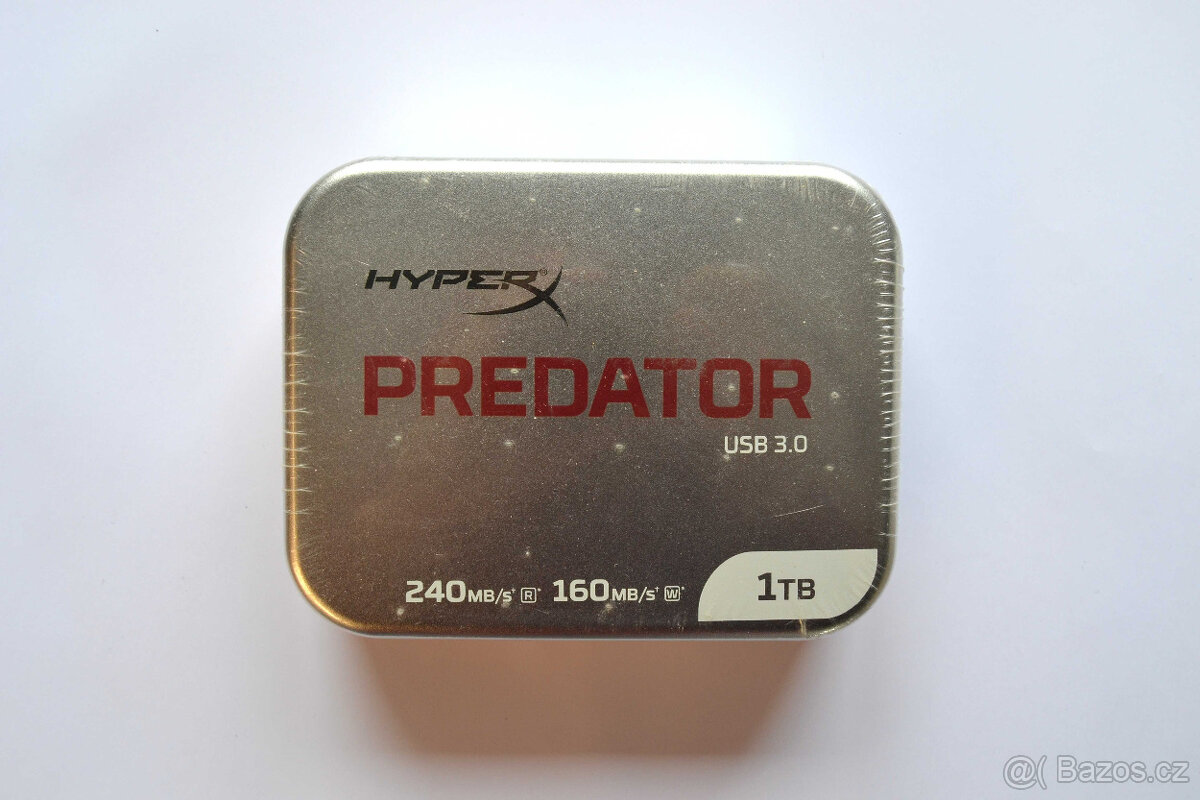 HYPERX®
PREDATOR
USB 3.0
240MB/s* R* 160MB/s* W*
1TB
@( Bazos.cz